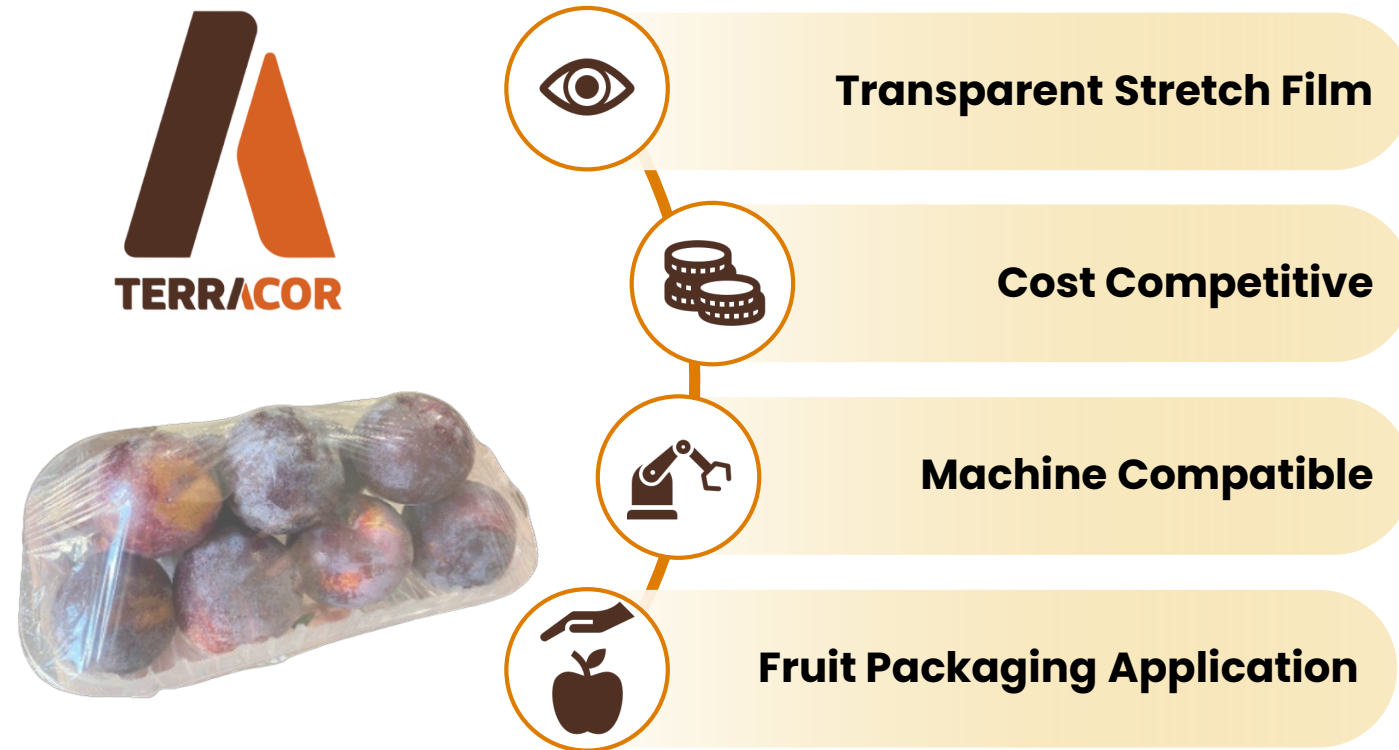 TERRACOR
Transparent Stretch Film
Cost Competitive
Machine Compatible
Fruit Packaging Application